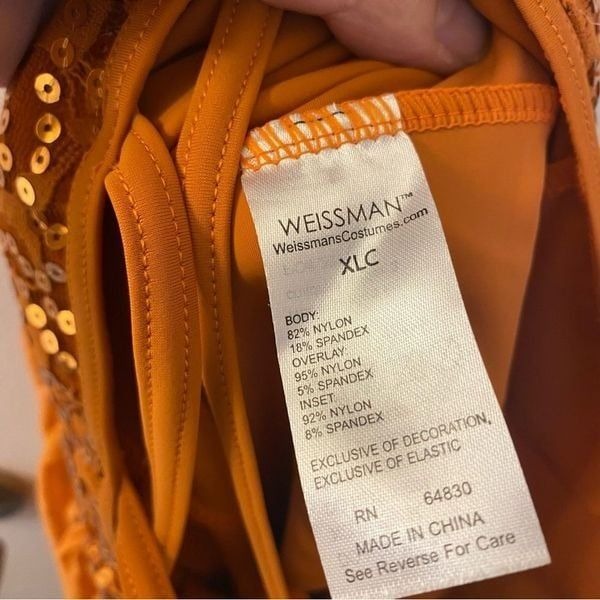 WEISSMAN™
WeissmansCostumes.com
XLC
BODY:
82% NYLON
18% SPANDEX
OVERLAY:
95% NYLON
5% SPANDEX
INSET:
92% NYLON
8% SPANDEX
EXCLUSIVE OF DECORATION,
EXCLUSIVE OF ELASTIC
RN 64830
MADE IN CHINA
See Reverse For Care